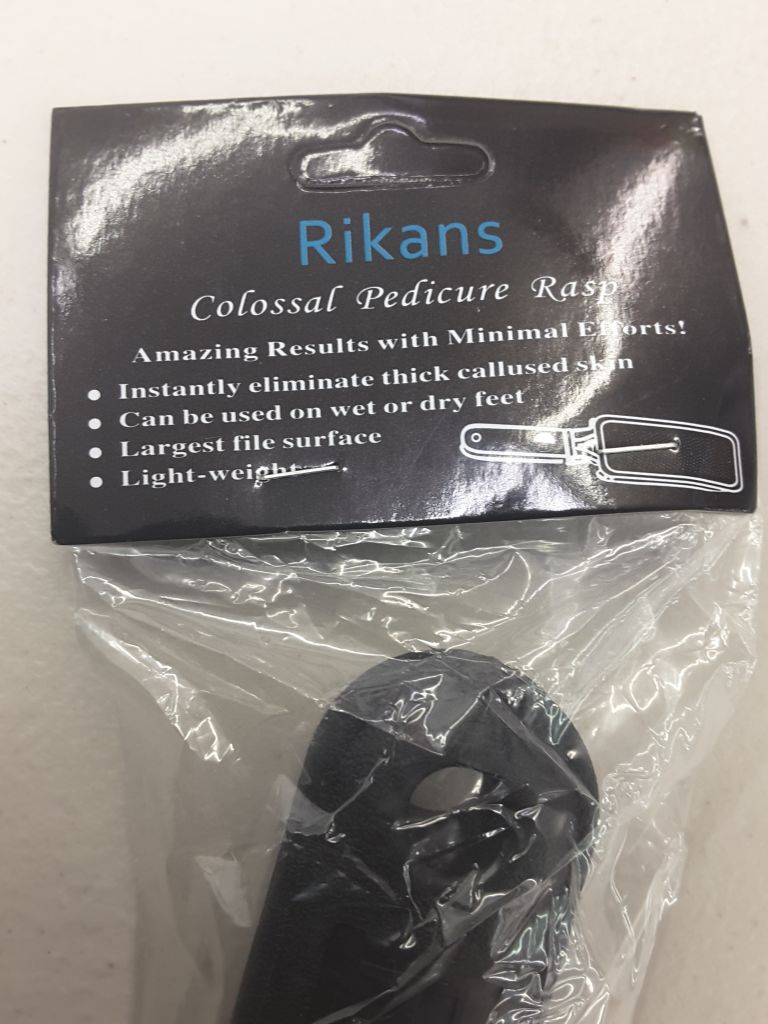 Rikans
Colossal Pedicure Rasp
Amazing Results with Minimal Efforts!
• Instantly eliminate thick callused skin
• Can be used on wet or dry feet
• Largest file surface
• Light-weight